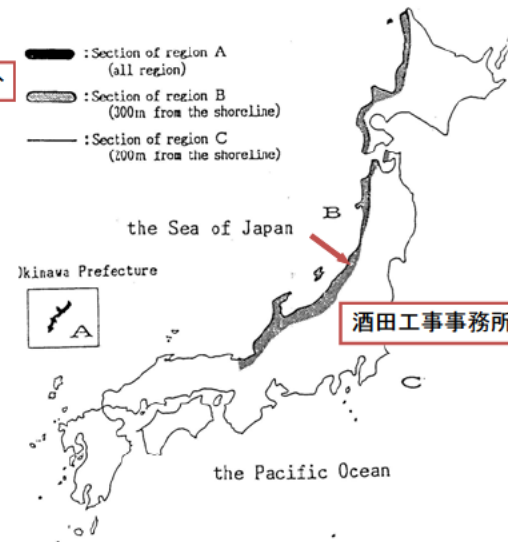 : Section of region A
(all region)
: Section of region B
(300m from the shoreline)
: Section of region C
(200m from the shoreline)
B
the Sea of Japan
kinawa Prefecture
A
酒田工事事務所
C
the Pacific Ocean